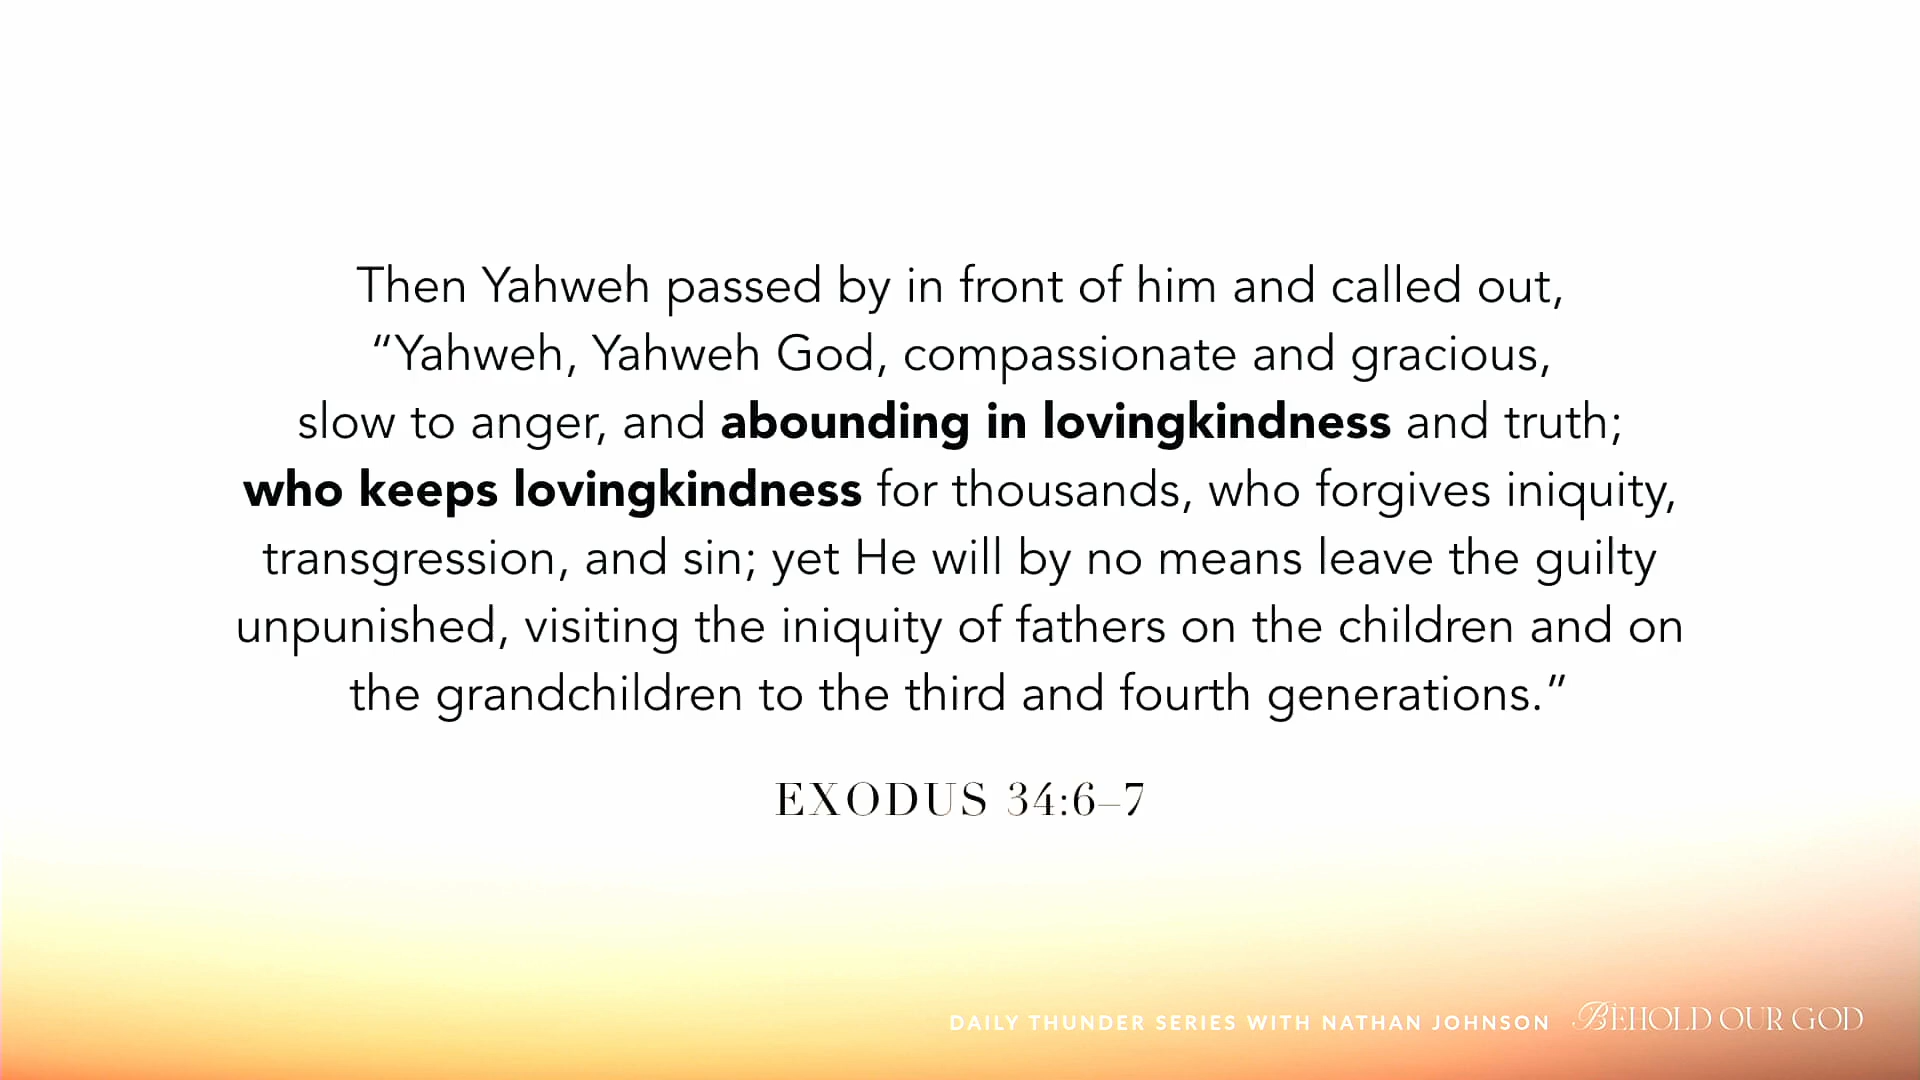 Then Yahweh passed by in front of him and called out,
“Yahweh, Yahweh God, compassionate and gracious,
slow to anger, and abounding in lovingkindness and truth;
who keeps lovingkindness for thousands, who forgives iniquity,
transgression, and sin; yet He will by no means leave the guilty
unpunished, visiting the iniquity of fathers on the children and on
the grandchildren to the third and fourth generations.”
EXODUS 34:6–7
DAILY THUNDER SERIES WITH NATHAN JOHNSON BEHOLD OUR GOD